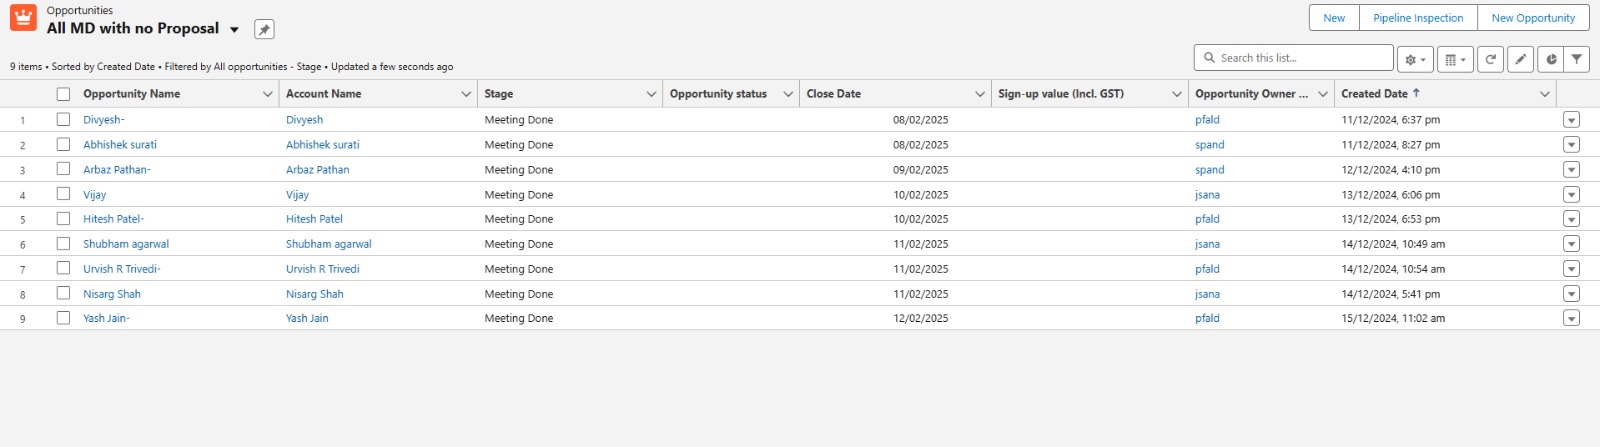 Opportunities
All MD with no Proposal
New Pipeline Inspection New Opportunity
9 items • Sorted by Created Date • Filtered by All opportunities - Stage • Updated a few seconds ago
Search this list...
Opportunity Name Account Name Stage Opportunity status Close Date Sign-up value (Incl. GST) Opportunity Owner ... Created Date
1 Divyesh- Divyesh Meeting Done 08/02/2025 pfald 11/12/2024, 6:37 pm
2 Abhishek surati Abhishek surati Meeting Done 08/02/2025 spand 11/12/2024, 8:27 pm
3 Arbaz Pathan- Arbaz Pathan Meeting Done 09/02/2025 spand 12/12/2024, 4:10 pm
4 Vijay Vijay Meeting Done 10/02/2025 jsana 13/12/2024, 6:06 pm
5 Hitesh Patel- Hitesh Patel Meeting Done 10/02/2025 pfald 13/12/2024, 6:53 pm
6 Shubham agarwal Shubham agarwal Meeting Done 11/02/2025 jsana 14/12/2024, 10:49 am
7 Urvish R Trivedi- Urvish R Trivedi Meeting Done 11/02/2025 pfald 14/12/2024, 10:54 am
8 Nisarg Shah Nisarg Shah Meeting Done 11/02/2025 jsana 14/12/2024, 5:41 pm
9 Yash Jain- Yash Jain Meeting Done 12/02/2025 pfald 15/12/2024, 11:02 am